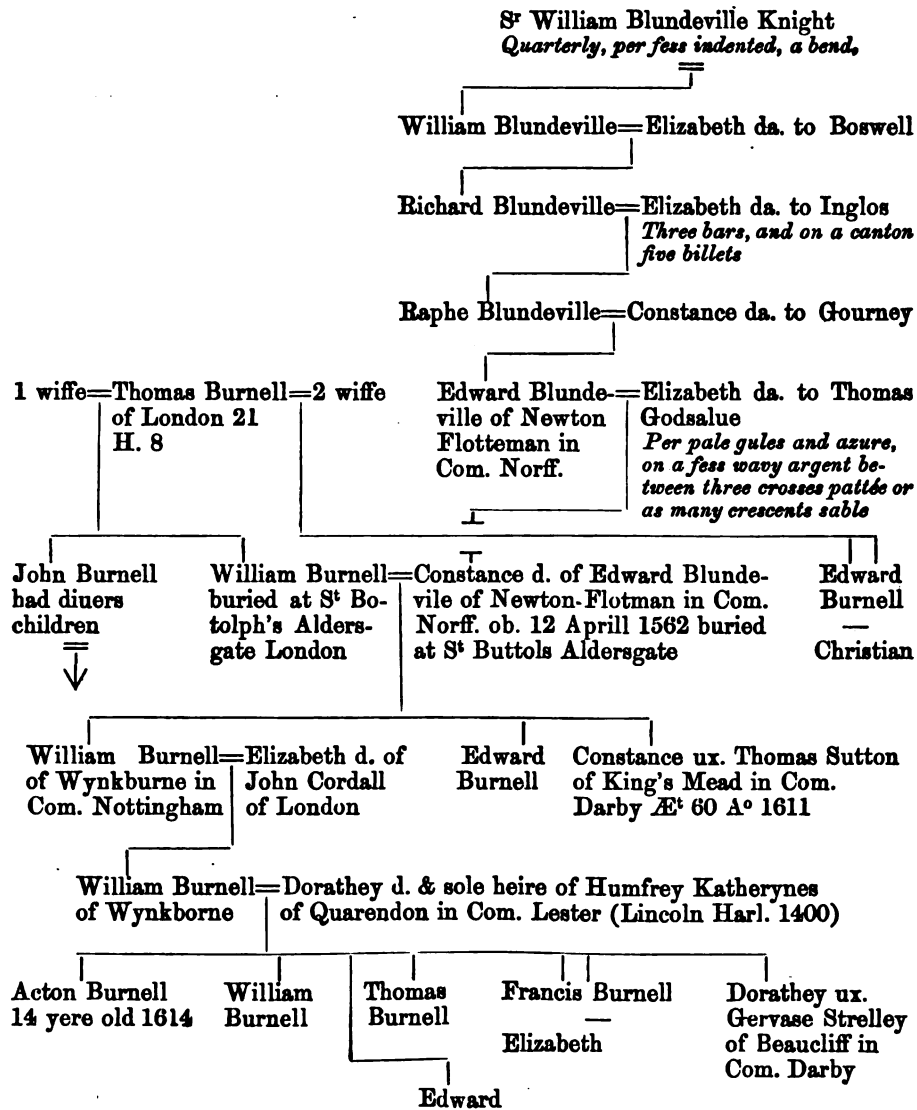 Sʳ William Blundeville Knight
Quarterly, per fess indented, a bend,
William Blundeville=Elizabeth da. to Boswell
Richard Blundeville=Elizabeth da. to Inglos
Three bars, and on a canton
five billets
Raphe Blundeville=Constance da. to Gourney
1 wiffe=Thomas Burnell=2 wiffe
of London 21
H. 8
Edward Blunde-=Elizabeth da. to Thomas
ville of Newton Godsalue
Flotteman in
Com. Norff.
Per pale gules and azure,
on a fess wavy argent be-
tween three crosses pattée or
as many crescents sable
John Burnell
had diuers
children
William Burnell=Constance d. of Edward Blunde-
buried at Sᵗ Bo- vile of Newton-Flotman in Com.
tolph's Alders- Norff. ob. 12 Aprill 1562 buried
gate London at Sᵗ Buttols Aldersgate
Edward
Burnell
—
Christian
William Burnell=Elizabeth d. of
of Wynkburne in John Cordall
Com. Nottingham of London
Edward
Burnell
Constance ux. Thomas Sutton
of King's Mead in Com.
Darby Æᵗ 60 Aᵒ 1611
William Burnell=Dorathey d. & sole heire of Humfrey Katherynes
of Wynkborne of Quarendon in Com. Lester (Lincoln Harl. 1400)
Acton Burnell
14 yere old 1614
William
Burnell
Thomas
Burnell
Francis Burnell
—
Elizabeth
Dorathey ux.
Gervase Strelley
of Beaucliff in
Com. Darby
Edward